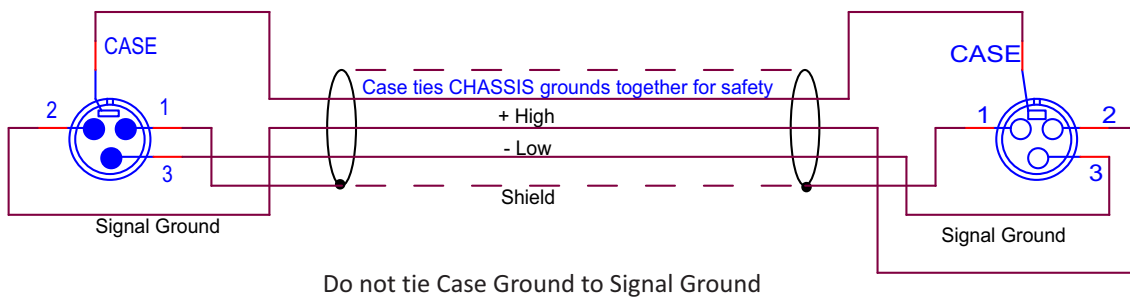 CASE
CASE
Case ties CHASSIS grounds together for safety
2
1
1
2
+ High
- Low
3
3
Shield
Signal Ground
Signal Ground
Do not tie Case Ground to Signal Ground